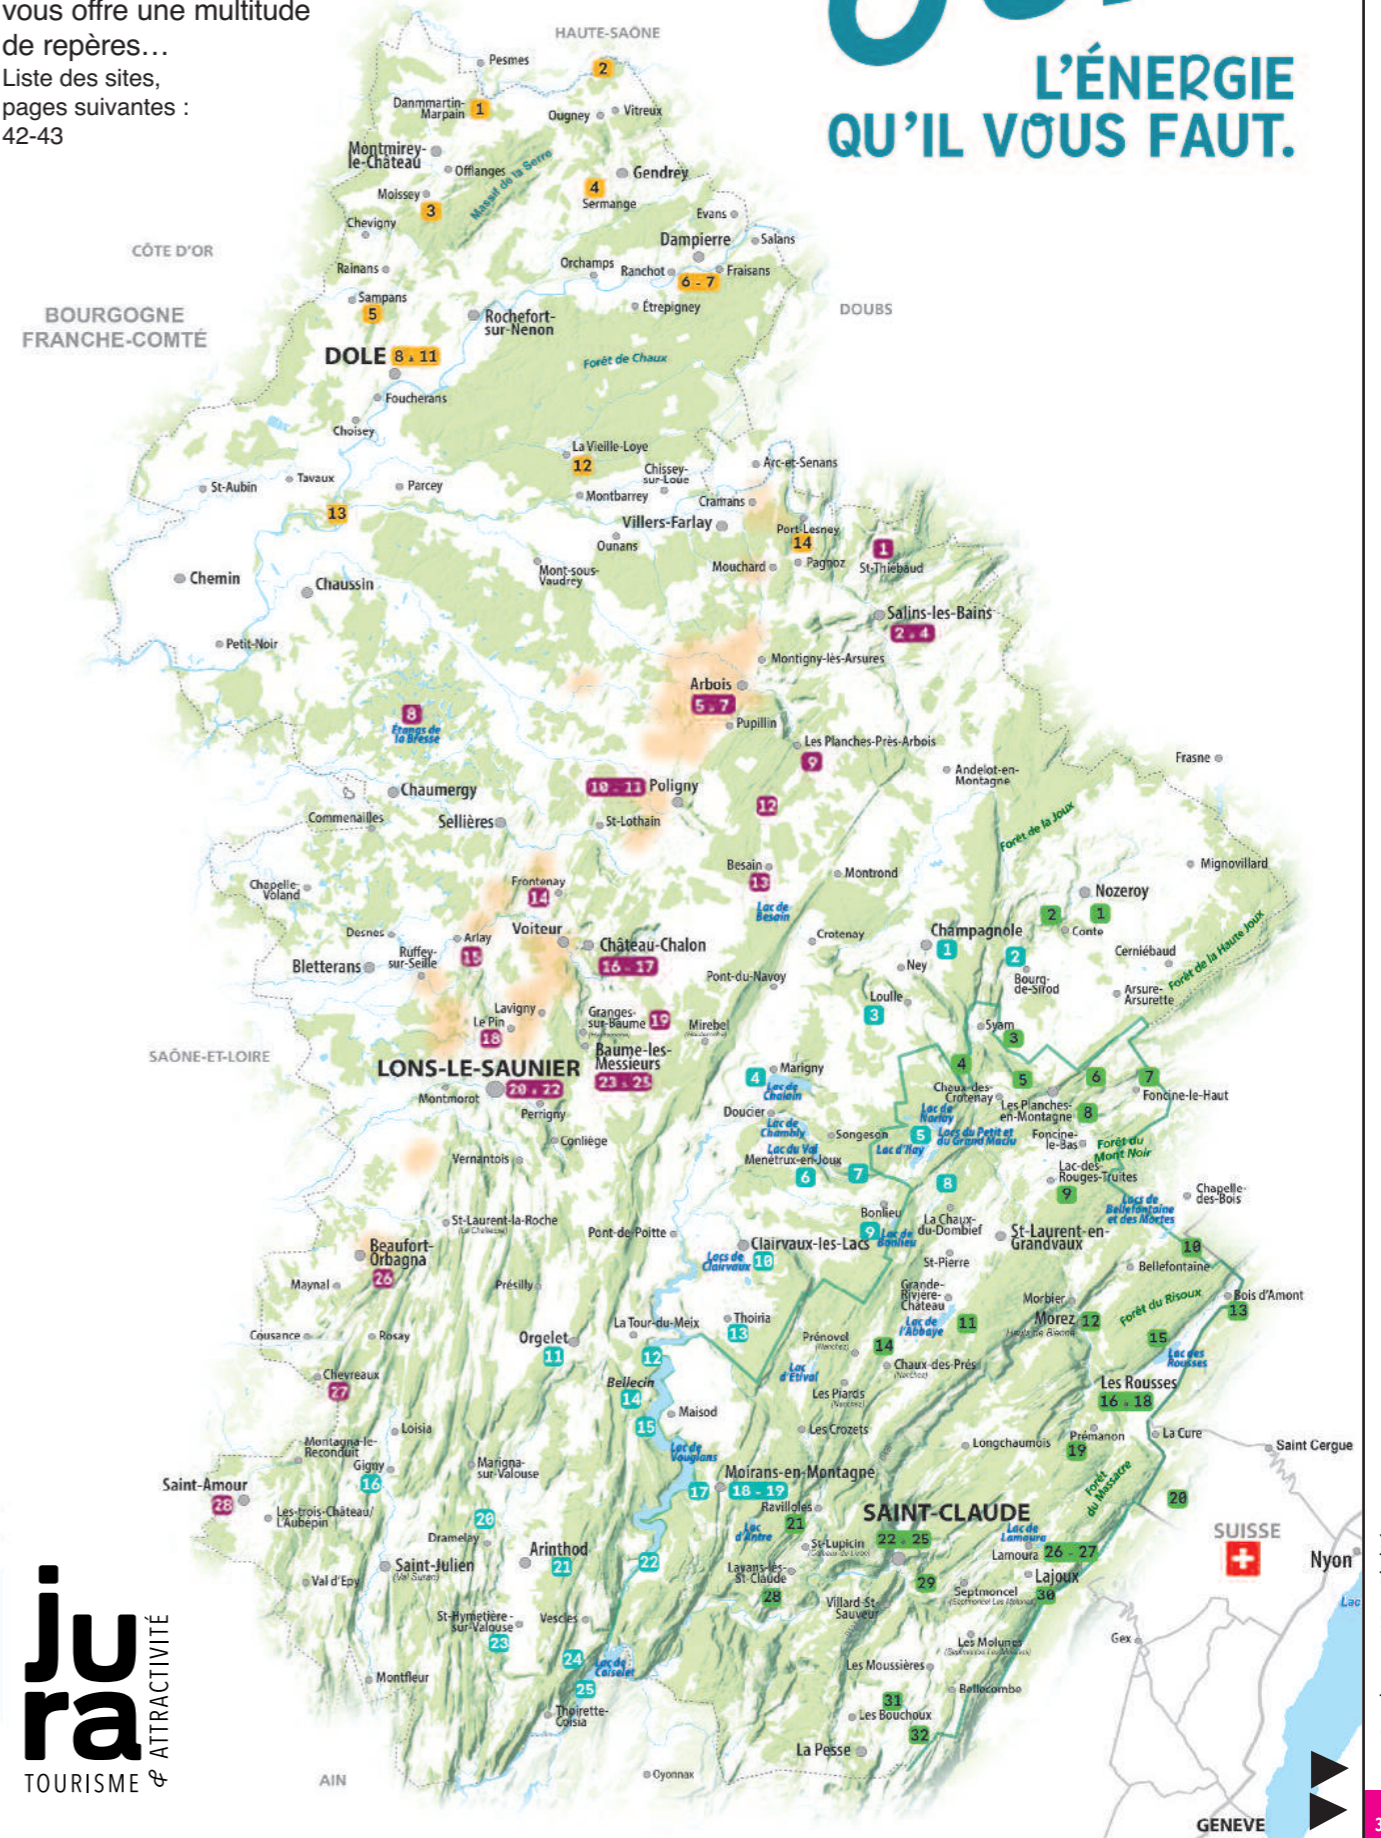 vous offre une multitude
de repères…
Liste des sites,
pages suivantes :
42-43
L'ÉNERGIE
QU'IL VOUS FAUT.
HAUTE-SAÔNE
Pesmes
2
Dammartin-
Marpain
1
Ougney
Vitreux
Montmirey-
le-Château
Offlanges
Massif de la Serre
Gendrey
Moissey
3
4
Sermange
Chevigny
Evans
CÔTE D'OR
Dampierre
Salans
Rainans
Orchamps
Ranchot
Fraisans
6 - 7
Sampans
5
Étrepigney
DOUBS
BOURGOGNE
FRANCHE-COMTÉ
Rochefort-
sur-Nenon
DOLE
8 à 11
Forêt de Chaux
Foucherans
Choisey
La Vieille-Loye
12
Chissey-
sur-Loue
Arc-et-Senans
St-Aubin
Tavaux
Parcey
Montbarrey
Cramans
13
Villers-Farlay
Port-Lesney
14
1
Ounans
Mouchard
Pagnoz
St-Thiébaud
Chemin
Chaussin
Mont-sous-
Vaudrey
Salins-les-Bains
2 à 4
Petit-Noir
Montigny-lès-Arsures
Arbois
5 à 7
Pupillin
8
Étangs de
la Bresse
Les Planches-Près-Arbois
9
Frasne
Andelot-en-
Montagne
10 - 11
Poligny
Chaumergy
12
Commenailles
Sellières
St-Lothain
Forêt de la Joux
Besain
13
Montrond
Mignovillard
Lac de
Besain
Chapelle-
Voland
Frontenay
14
Nozeroy
2
1
Conte
Desnes
Arlay
15
Voiteur
Château-Chalon
16 - 17
Crotenay
Champagnole
1
2
Cerniébaud
Forêt de la Haute Joux
Bletterans
Ruffey-
sur-Seille
Ney
Bourg-
de-Sirod
Pont-du-Navoy
Arsure-
Arsurette
Loulle
3
Lavigny
Le Pin
18
Granges-
sur-Baume
19
Mirebel
Syam
3
SAÔNE-ET-LOIRE
LONS-LE-SAUNIER
20 à 22
Baume-les-
Messieurs
23 à 25
Montmorot
Perrigny
4
Marigny
Lac de
Chalain
Doucier
Lac de
Chambly
4
Chaux-des-
Crotenay
5
6
7
Foncine-le-Haut
Les Planches-
en-Montagne
8
Lac de
Narlay
5
Lacs du Petit et
du Grand Maclu
Foncine-
le-Bas
Forêt du
Mont Noir
Conliège
Songeson
Lac du Val
Lac d'Ilay
Vernantois
Menétrux-en-Joux
6
7
8
Lac-des-
Rouges-Truites
9
Chapelle-
des-Bois
Lacs de
Bellefontaine
et des Mortes
St-Laurent-la-Roche
Bonlieu
9
Lac de
Bonlieu
La Chaux-
du-Dombief
St-Laurent-en-
Grandvaux
Pont-de-Poitte
Clairvaux-les-Lacs
Lacs de
Clairvaux
10
10
Bellefontaine
St-Pierre
Beaufort-
Orbagna
26
Maynal
Présilly
Grande-
Rivière-
Château
Morbier
Bois d'Amont
13
Morez
12
Forêt du Risoux
Lac de
l'Abbaye
11
Cousance
Rosay
Orgelet
11
La Tour-du-Meix
12
Thoiria
13
Prénovel
14
15
Lac des
Rousses
Chaux-des-Prés
Lac
d'Étival
Chevreaux
27
Bellecin
14
Les Piards
Les Rousses
16 à 18
15
Maisod
Loisia
Les Crozets
Montagna-le-
Reconduit
Longchaumois
Prémanon
19
La Cure
Saint Cergue
Gigny
16
Marigna-
sur-Valouse
Lac de
Vouglans
Moirans-en-Montagne
17
18 - 19
Forêt
du Massacre
20
Saint-Amour
28
Les-trois-Château/
L'Aubépin
20
Dramelay
Ravilloles
21
SAINT-CLAUDE
22 à 25
SUISSE
Lac
d'Antre
St-Lupicin
Lac de
Lamoura
Lamoura
26 - 27
Nyon
Arinthod
21
22
Saint-Julien
(Val Suran)
Lavans-lès-
St-Claude
28
29
Lajoux
30
Val d'Epy
Septmoncel
Lac
Villard-St-
Sauveur
St-Hymetière-
sur-Valouse
23
Vescles
Les Molunes
Gex
24
Lac de
Coiselet
Les Moussières
Montfleur
25
Bellecombe
31
Les Bouchoux
32
Thoirette-
Coisia
La Pesse
AIN
Oyonnax
GENEVE
ju
ra
TOURISME & ATTRACTIVITÉ
3